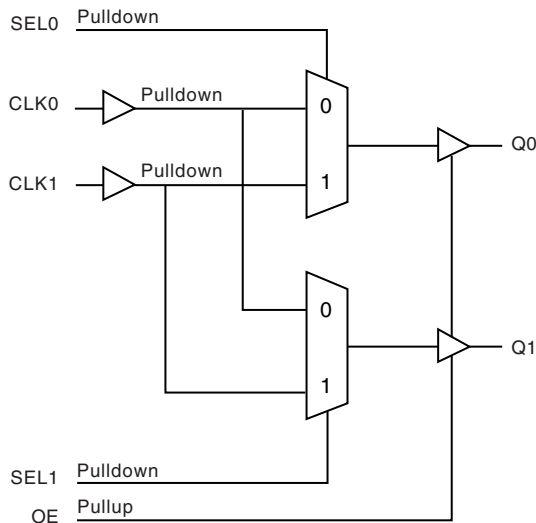 SEL0 Pulldown
CLK0 Pulldown
0
Q0
CLK1 Pulldown
1
0
Q1
1
SEL1 Pulldown
OE Pullup